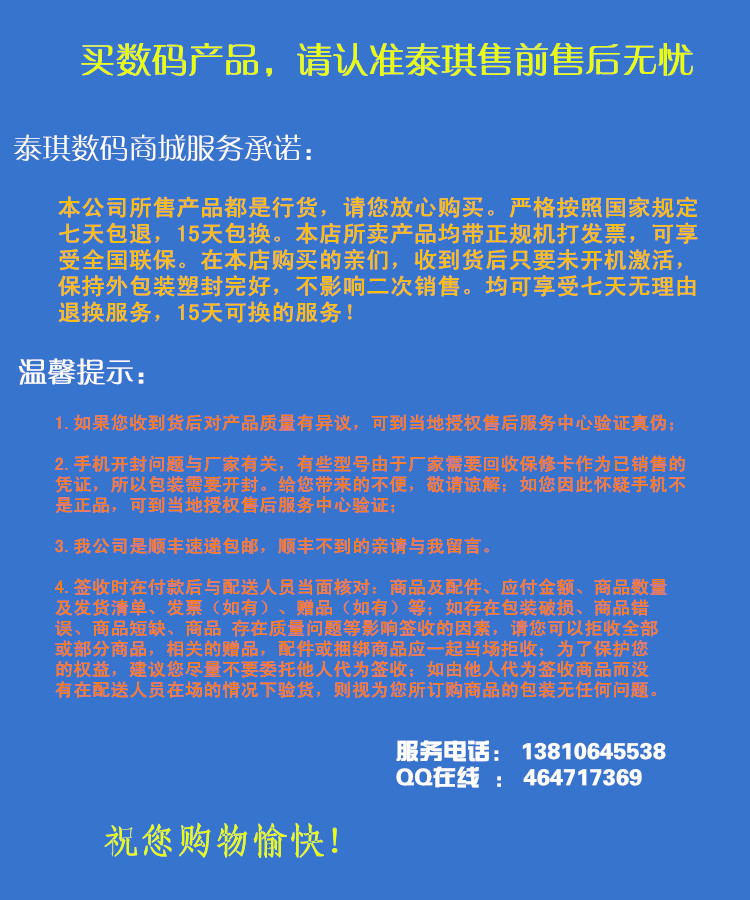 买数码产品，请认准泰琪售前售后无忧
泰琪数码商城服务承诺：
本公司所售产品都是行货，请您放心购买。严格按照国家规定
七天包退，15天包换。本店所卖产品均带正规机打发票，可享
受全国联保。在本店购买的亲们，收到货后只要未开机激活，
保持外包装塑封完好，不影响二次销售。均可享受七天无理由
退换服务，15天可换的服务！
温馨提示：
1.如果您收到货后对产品质量有异议，可到当地授权售后服务中心验证真伪；
2.手机开封问题与厂家有关，有些型号由于厂家需要回收保修卡作为已销售的
凭证，所以包装需要开封。给您带来的不便，敬请谅解；如您因此怀疑手机不
是正品，可到当地授权售后服务中心验证；
3.我公司是顺丰速递包邮，顺丰不到的亲请与我留言。
4.签收时在付款后与配送人员当面核对：商品及配件、应付金额、商品数量
及发货清单、发票（如有）、赠品（如有）等；如存在包装破损、商品错
误、商品短缺、商品 存在质量问题等影响签收的因素，请您可以拒收全部
或部分商品，相关的赠品，配件或捆绑商品应一起当场拒收；为了保护您
的权益，建议您尽量不要委托他人代为签收；如由他人代为签收商品而没
有在配送人员在场的情况下验货，则视为您所订购商品的包装无任何问题。
服务电话： 13810645538
QQ在线 ： 464717369
祝您购物愉快！